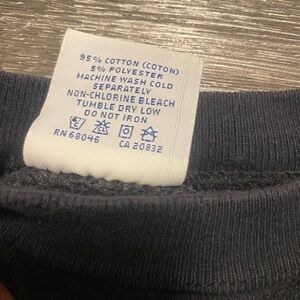 95% COTTON (COTON)
5% POLYESTER
MACHINE WASH COLD
SEPARATELY
NON-CHLORINE BLEACH
TUMBLE DRY LOW
DO NOT IRON
RN 68046 CA 20832